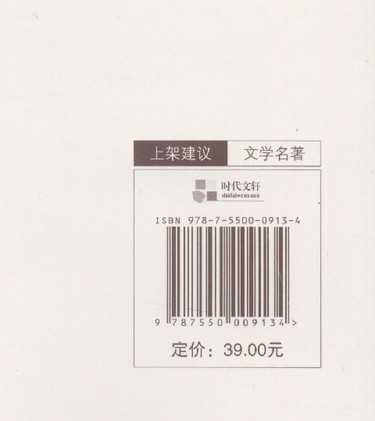 上架建议 文学名著
时代文轩
shidaiwenxuan
ISBN 978-7-5500-0913-4
9 787550 009134 >
定价：39.00元